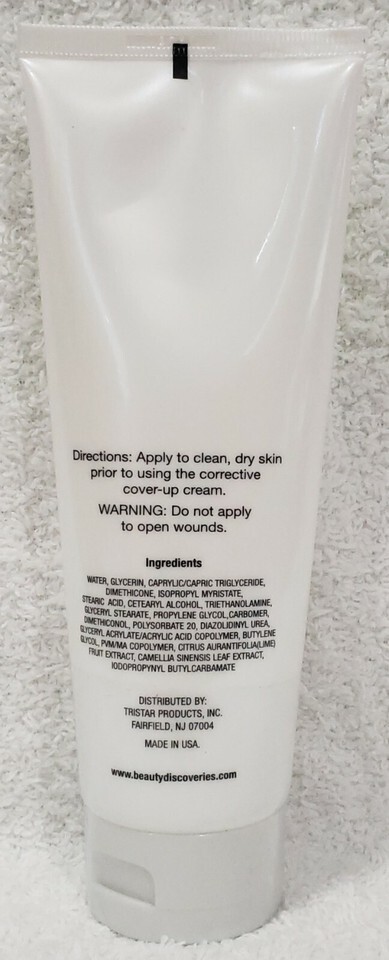 Directions: Apply to clean, dry skin
prior to using the corrective
cover-up cream.
WARNING: Do not apply
to open wounds.
Ingredients
WATER, GLYCERIN, CAPRYLIC/CAPRIC TRIGLYCERIDE,
DIMETHICONE, ISOPROPYL MYRISTATE,
STEARIC ACID, CETEARYL ALCOHOL, TRIETHANOLAMINE,
GLYCERYL STEARATE, PROPYLENE GLYCOL,CARBOMER,
DIMETHICONOL, POLYSORBATE 20, DIAZOLIDINYL UREA,
GLYCERYL ACRYLATE/ACRYLIC ACID COPOLYMER, BUTYLENE
GLYCOL, PVM/MA COPOLYMER, CITRUS AURANTIFOLIA(LIME)
FRUIT EXTRACT, CAMELLIA SINENSIS LEAF EXTRACT,
IODOPROPYNYL BUTYLCARBAMATE
DISTRIBUTED BY:
TRISTAR PRODUCTS, INC.
FAIRFIELD, NJ 07004
MADE IN USA.
www.beautydiscoveries.com